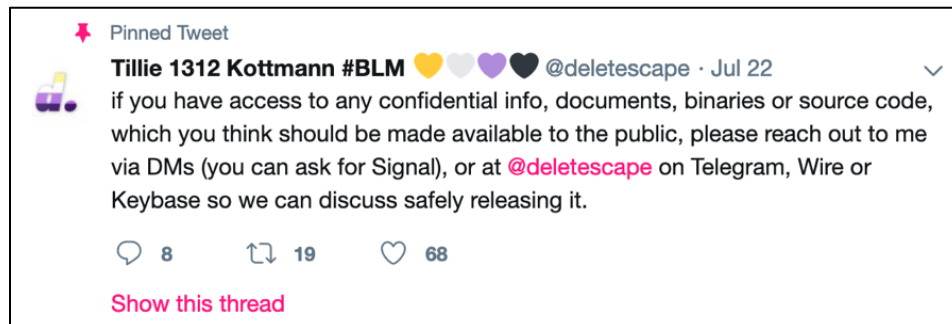 Pinned Tweet
Tillie 1312 Kottmann #BLM 💛🤍💜🖤 @deletescape · Jul 22
if you have access to any confidential info, documents, binaries or source code,
which you think should be made available to the public, please reach out to me
via DMs (you can ask for Signal), or at @deletescape on Telegram, Wire or
Keybase so we can discuss safely releasing it.
8 19 68
Show this thread